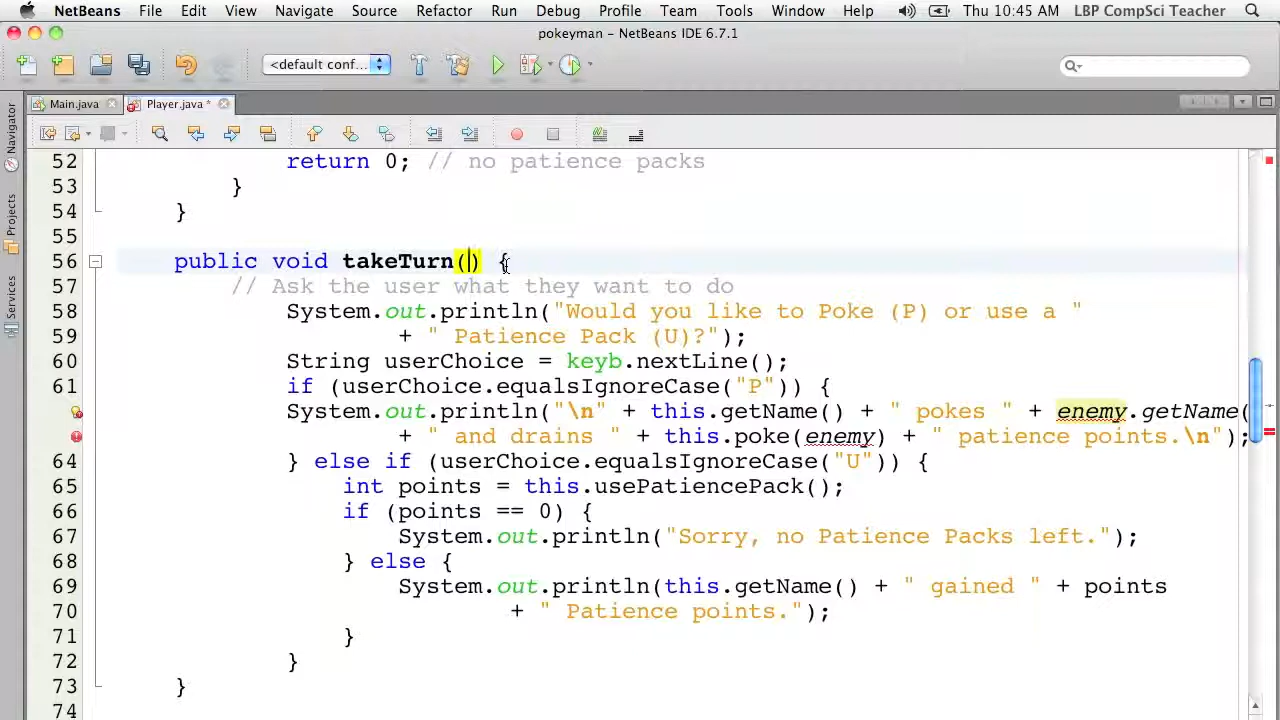 NetBeans File Edit View Navigate Source Refactor Run Debug Profile Team Tools Window Help Thu 10:45 AM LBP CompSci Teacher
pokeyman – NetBeans IDE 6.7.1
<default conf...
Main.java Player.java *
Navigator
Projects
Services
52 return 0; // no patience packs
53 }
54 }
55
56 public void takeTurn() {
57 // Ask the user what they want to do
System.out.println("Would you like to Poke (P) or use a "
59 + " Patience Pack (U)?");
60 String userChoice = keyb.nextLine();
61 if (userChoice.equalsIgnoreCase("P")) {
System.out.println("\n" + this.getName() + " pokes " + enemy.getName(
+ " and drains " + this.poke(enemy) + " patience points.\n");
64 } else if (userChoice.equalsIgnoreCase("U")) {
65 int points = this.usePatiencePack();
66 if (points == 0) {
67 System.out.println("Sorry, no Patience Packs left.");
68 } else {
69 System.out.println(this.getName() + " gained " + points
70 + " Patience points.");
71 }
72 }
73 }
74